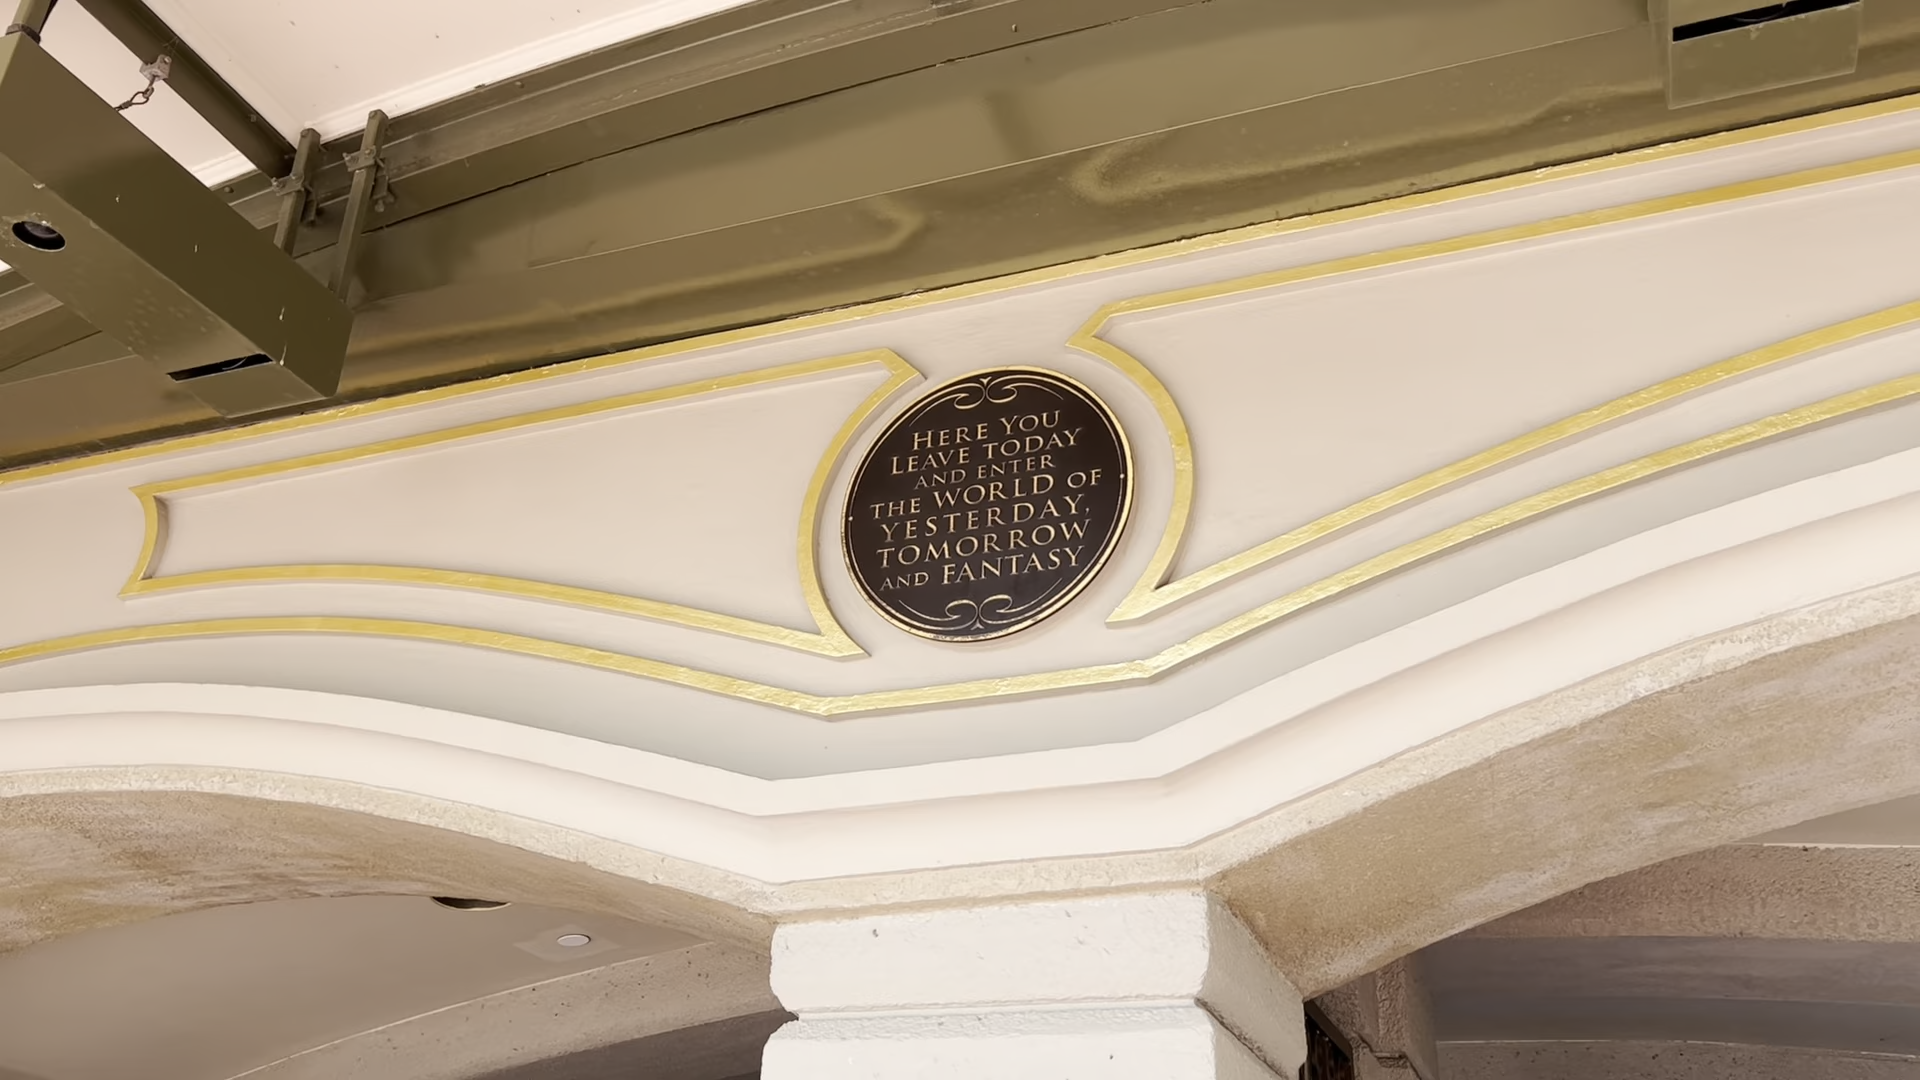 HERE YOU
LEAVE TODAY
AND ENTER
THE WORLD OF
YESTERDAY,
TOMORROW
AND FANTASY